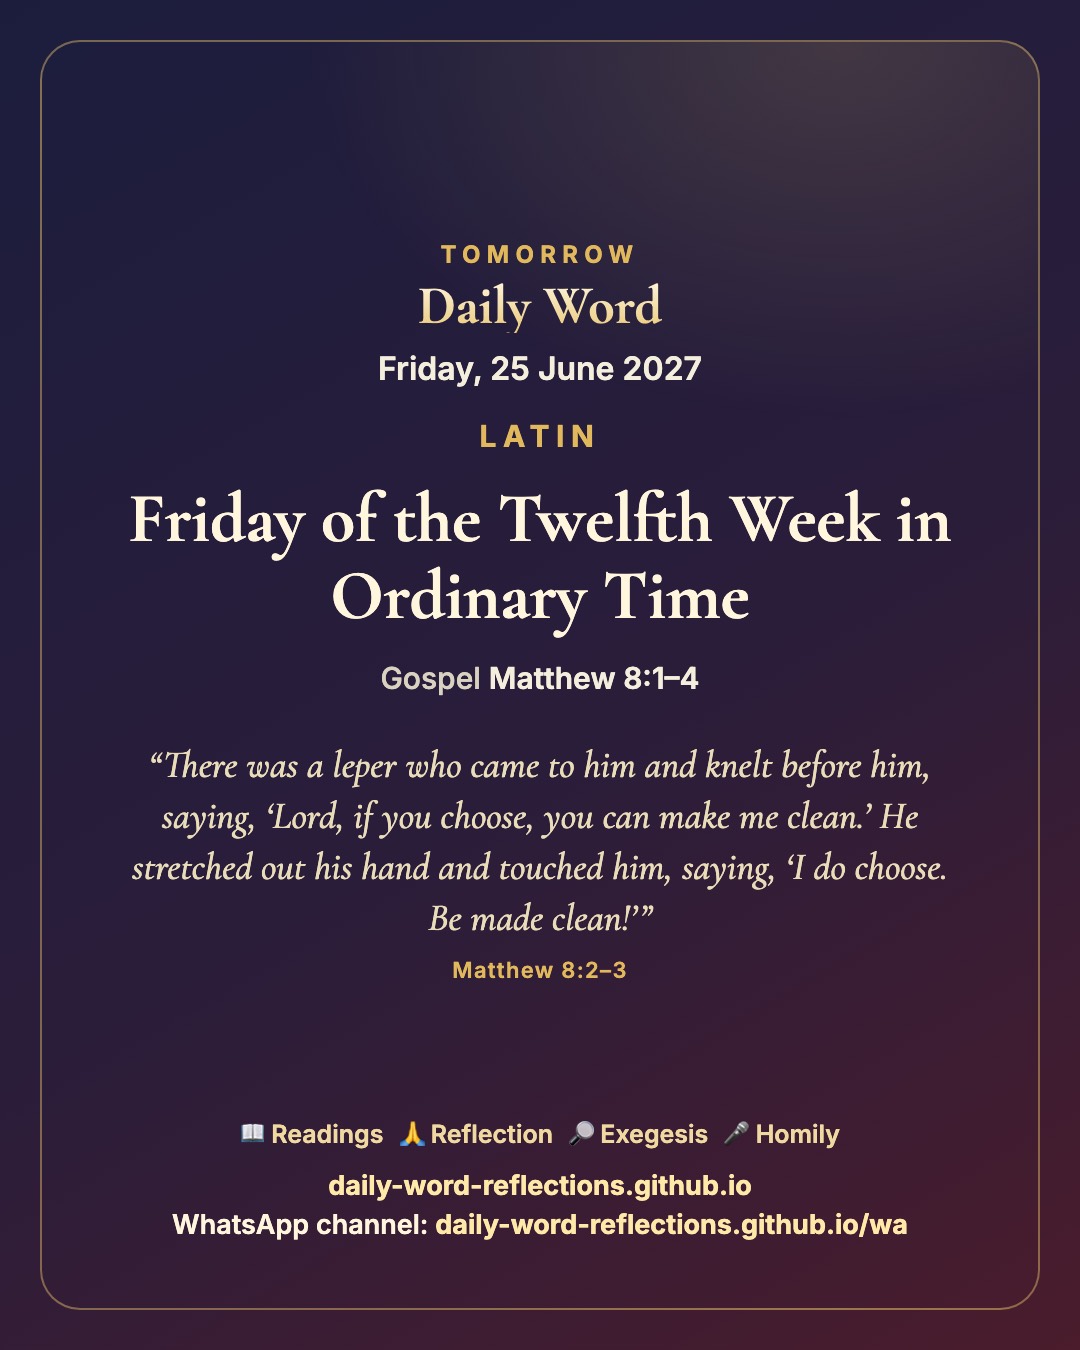 TOMORROW
Daily Word
Friday, 25 June 2027
LATIN
Friday of the Twelfth Week in
Ordinary Time
Gospel Matthew 8:1–4
“There was a leper who came to him and knelt before him,
saying, ‘Lord, if you choose, you can make me clean.’ He
stretched out his hand and touched him, saying, ‘I do choose.
Be made clean!’”
Matthew 8:2–3
📖 Readings 🙏 Reflection 🔎 Exegesis 🎤 Homily
daily-word-reflections.github.io
WhatsApp channel: daily-word-reflections.github.io/wa